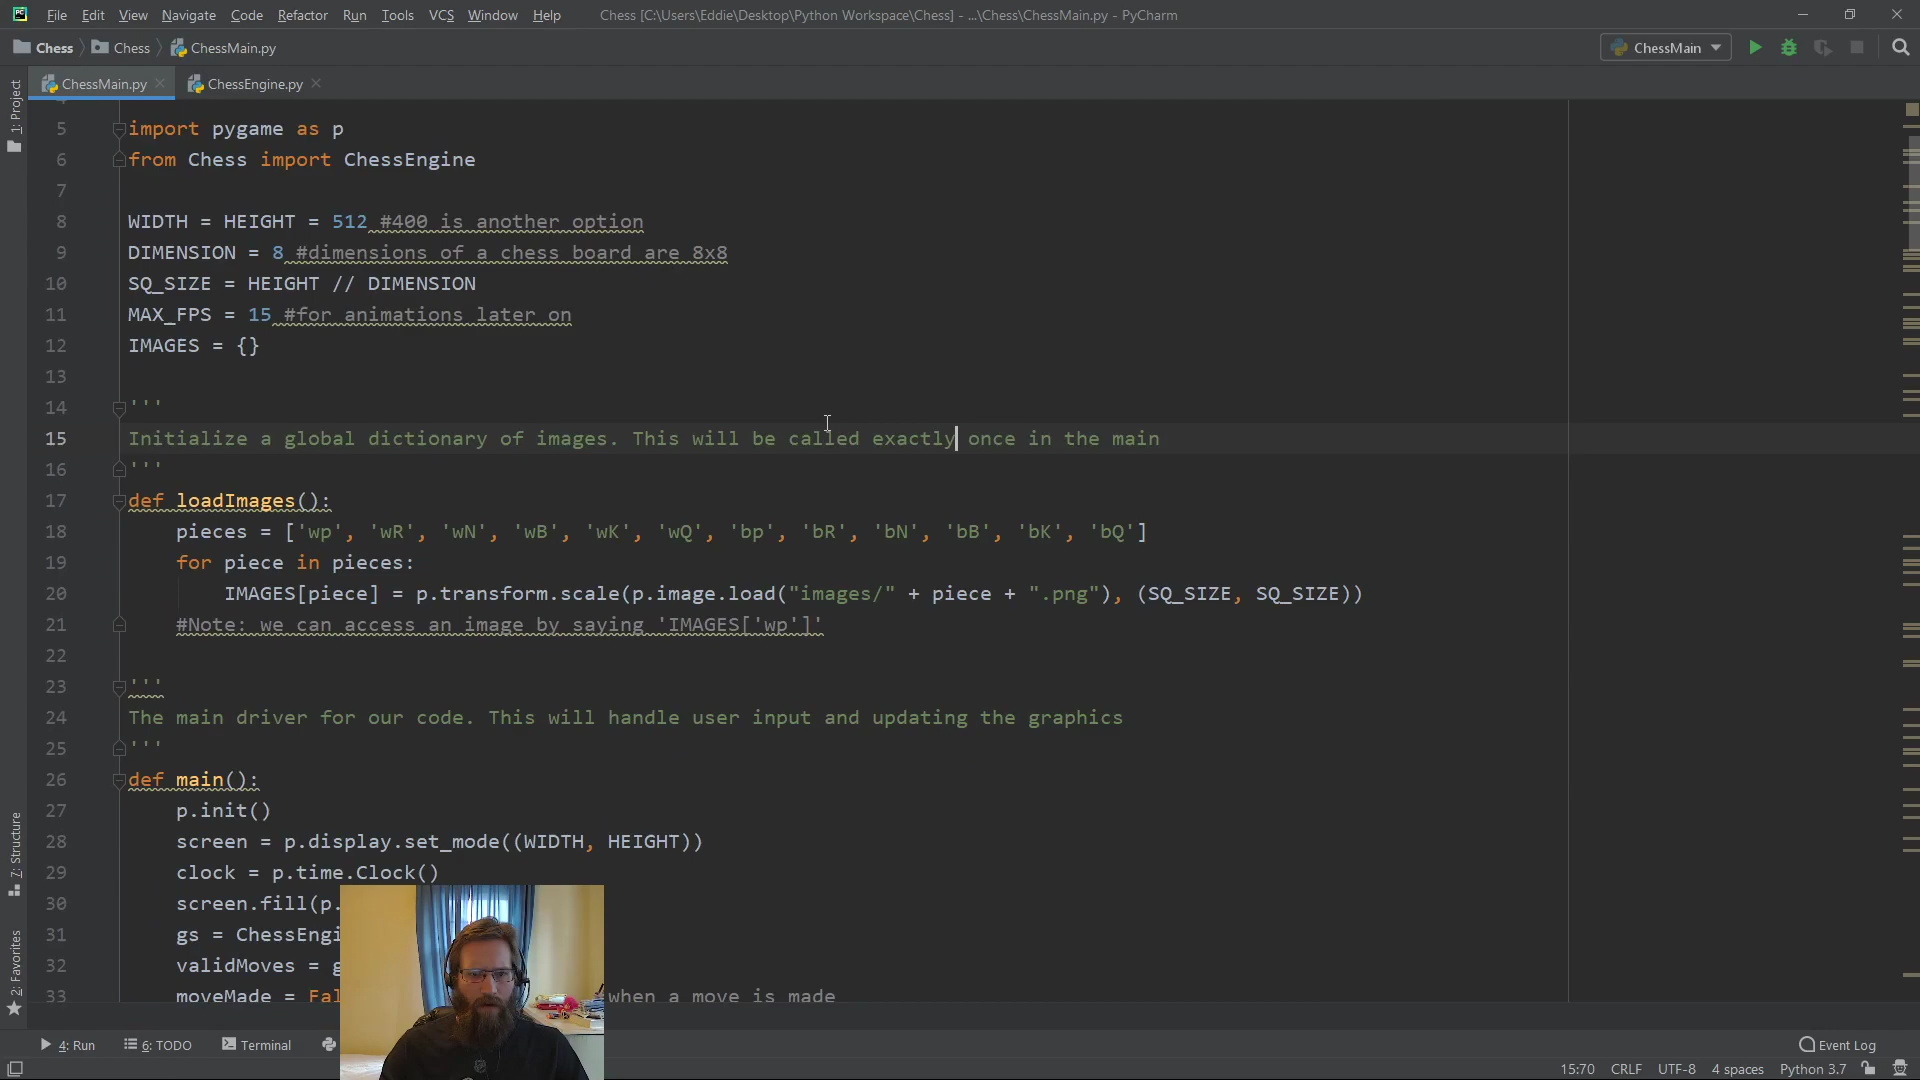 File Edit View Navigate Code Refactor Run Tools VCS Window Help Chess [C:\Users\Eddie\Desktop\Python Workspace\Chess] - ...\Chess\ChessMain.py - PyCharm
Chess Chess ChessMain.py ChessMain
ChessMain.py ChessEngine.py
1: Project
5 import pygame as p
6 from Chess import ChessEngine
7
8 WIDTH = HEIGHT = 512 #400 is another option
9 DIMENSION = 8 #dimensions of a chess board are 8x8
10 SQ_SIZE = HEIGHT // DIMENSION
11 MAX_FPS = 15 #for animations later on
12 IMAGES = {}
13
14 '''
15 Initialize a global dictionary of images. This will be called exactly once in the main
16 '''
17 def loadImages():
18 pieces = ['wp', 'wR', 'wN', 'wB', 'wK', 'wQ', 'bp', 'bR', 'bN', 'bB', 'bK', 'bQ']
19 for piece in pieces:
20 IMAGES[piece] = p.transform.scale(p.image.load("images/" + piece + ".png"), (SQ_SIZE, SQ_SIZE))
21 #Note: we can access an image by saying 'IMAGES['wp']'
22
23 '''
24 The main driver for our code. This will handle user input and updating the graphics
25 '''
26 def main():
27 p.init()
28 screen = p.display.set_mode((WIDTH, HEIGHT))
29 clock = p.time.Clock()
30 screen.fill(p.
31 gs = ChessEngi
32 validMoves = g
33 moveMade = Fal when a move is made
7: Structure
2: Favorites
4: Run 6: TODO Terminal Event Log
15:70 CRLF UTF-8 4 spaces Python 3.7